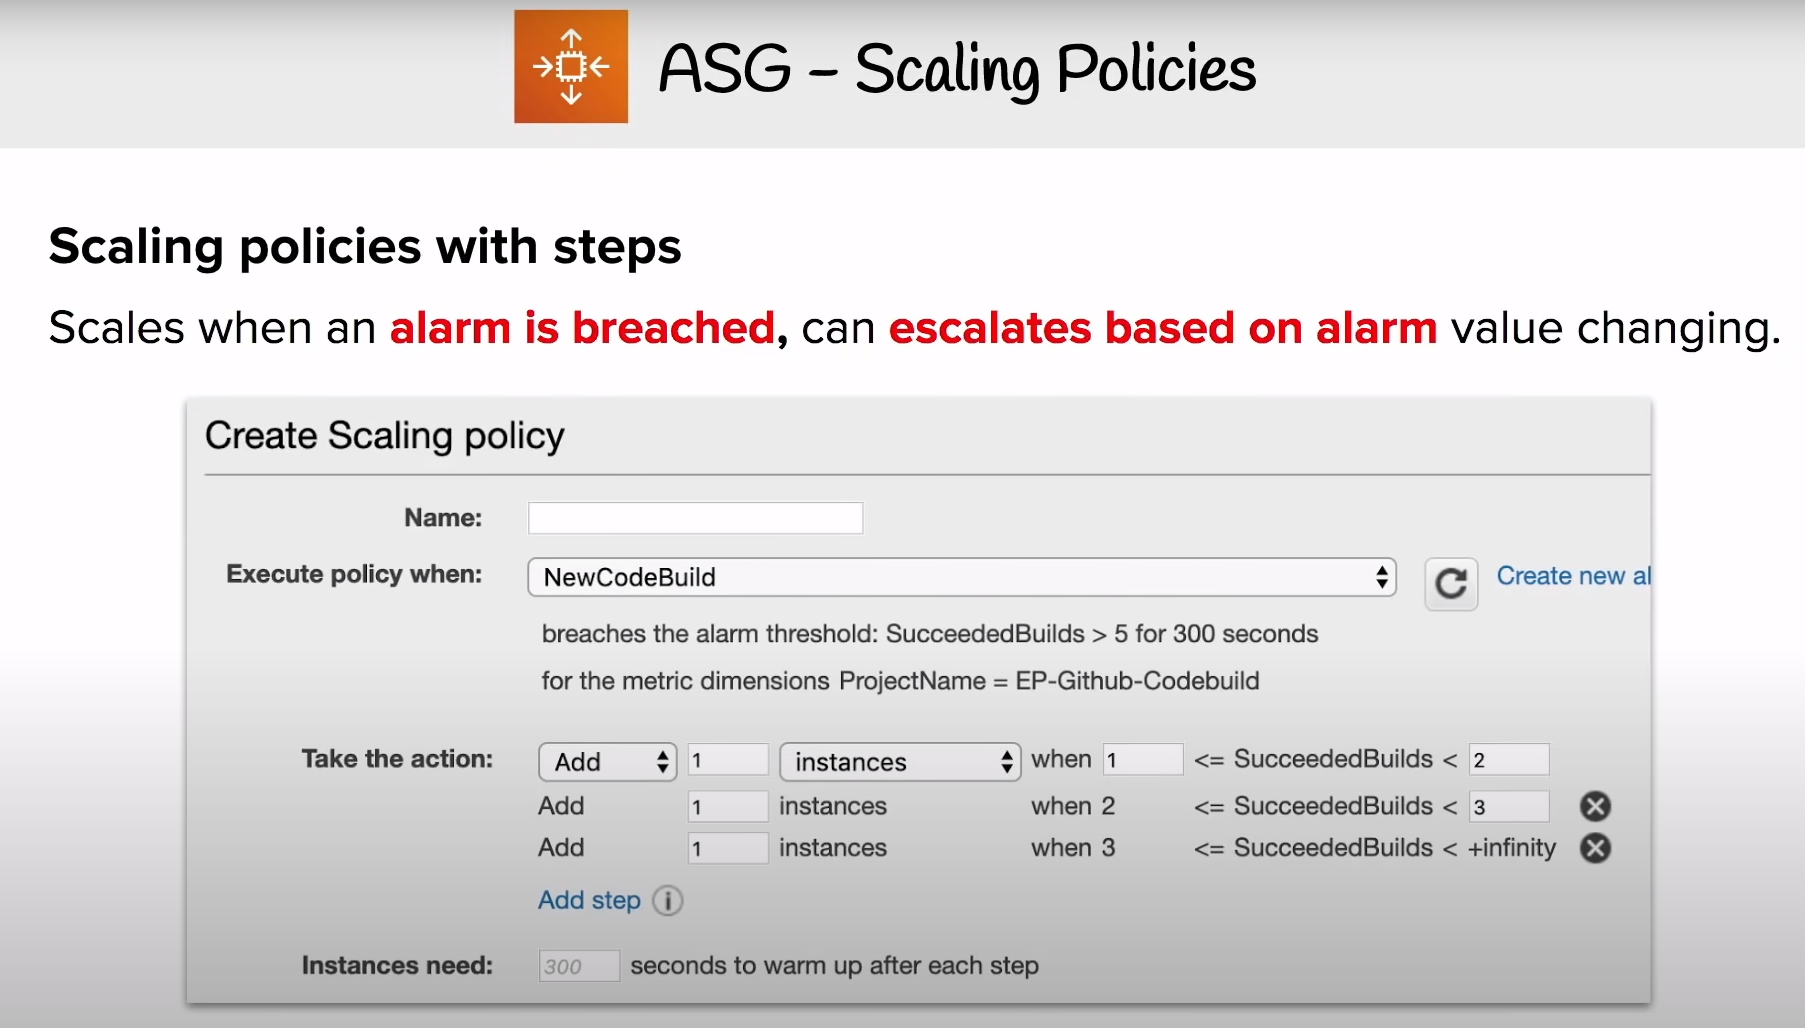 ASG - Scaling Policies
Scaling policies with steps
Scales when an alarm is breached, can escalates based on alarm value changing.
Create Scaling policy
Name:
Execute policy when: NewCodeBuild Create new al
breaches the alarm threshold: SucceededBuilds > 5 for 300 seconds
for the metric dimensions ProjectName = EP-Github-Codebuild
Take the action: Add 1 instances when 1 <= SucceededBuilds < 2
Add 1 instances when 2 <= SucceededBuilds < 3
Add 1 instances when 3 <= SucceededBuilds < +infinity
Add step i
Instances need: 300 seconds to warm up after each step